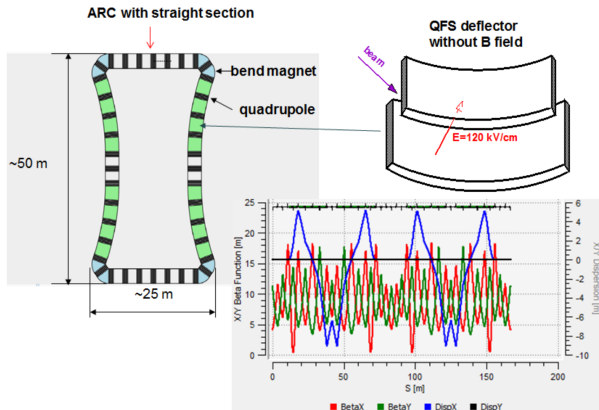 ARC with straight section
QFS deflector
without B field
beam
bend magnet
quadrupole
E=120 kV/cm
~50 m
~25 m
X/Y Beta Function [m]
25
20
15
10
5
0
0
50
100
150
200
S [m]
6
4
2
0
-2
-4
-6
-8
-10
X/Y Dispersion [m]
BetaX
BetaY
DispX
DispY